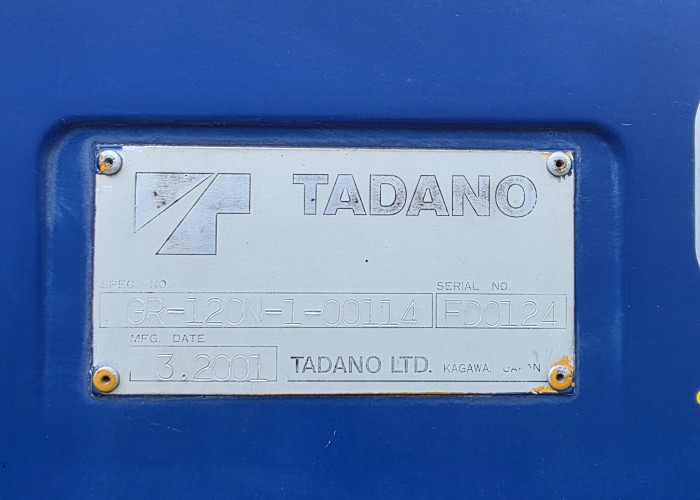 TADANO
SPEC. NO. SERIAL NO.
GR-120N-1-00114 FD0124
MFG. DATE
3.2001 TADANO LTD. KAGAWA, JAPAN